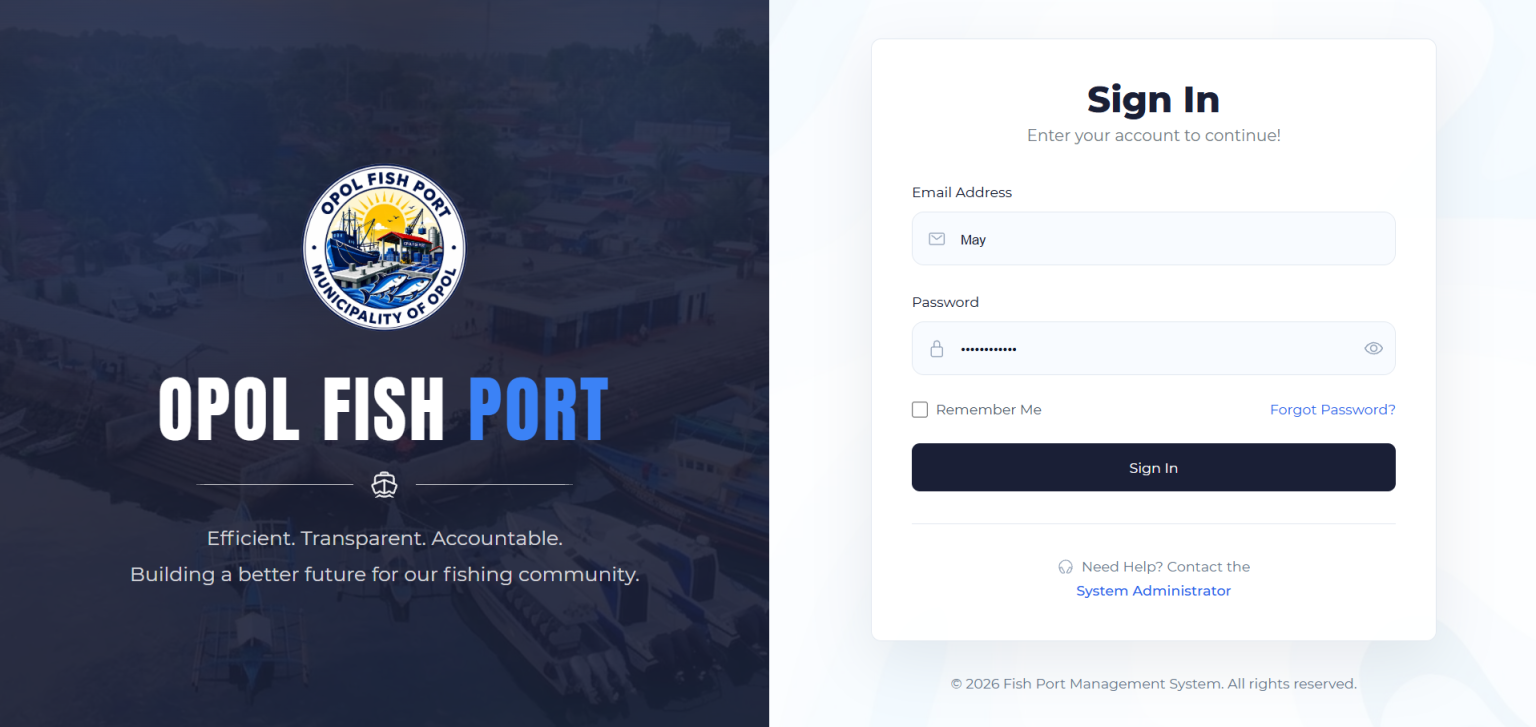 OPOL FISH PORT
MUNICIPALITY OF OPOL
OPOL FISH PORT
Efficient. Transparent. Accountable.
Building a better future for our fishing community.
Sign In
Enter your account to continue!
Email Address
May
Password
••••••••••••
Remember Me
Forgot Password?
Sign In
Need Help? Contact the
System Administrator
© 2026 Fish Port Management System. All rights reserved.